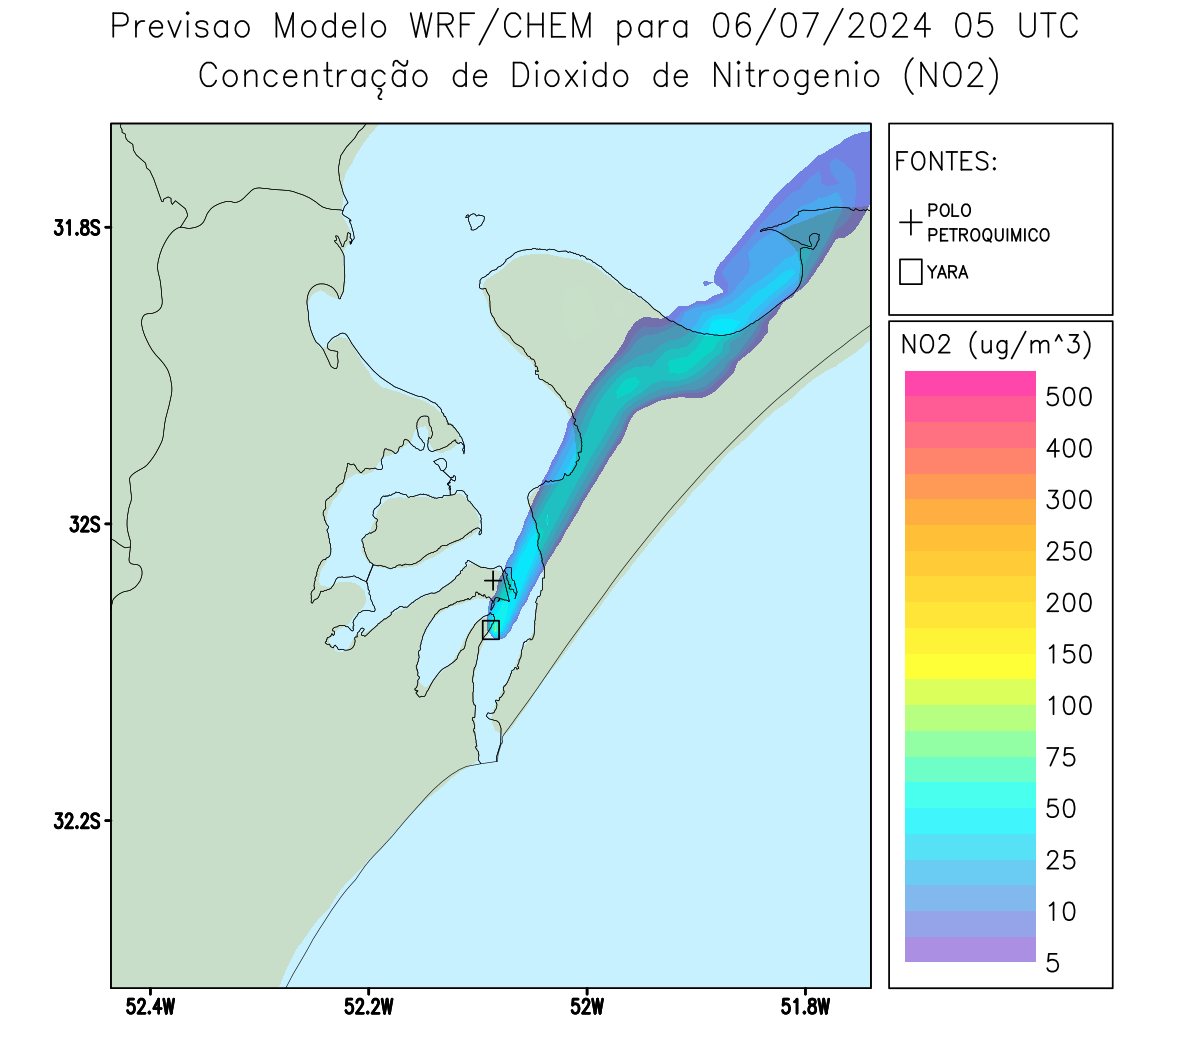 Previsao Modelo WRF/CHEM para 06/07/2024 05 UTC
Concentração de Dioxido de Nitrogenio (NO2)
FONTES:
POLO
PETROQUIMICO
YARA
31.8S
32S
32.2S
52.4W
52.2W
52W
51.8W
NO2 (ug/m^3)
500
400
300
250
200
150
100
75
50
25
10
5